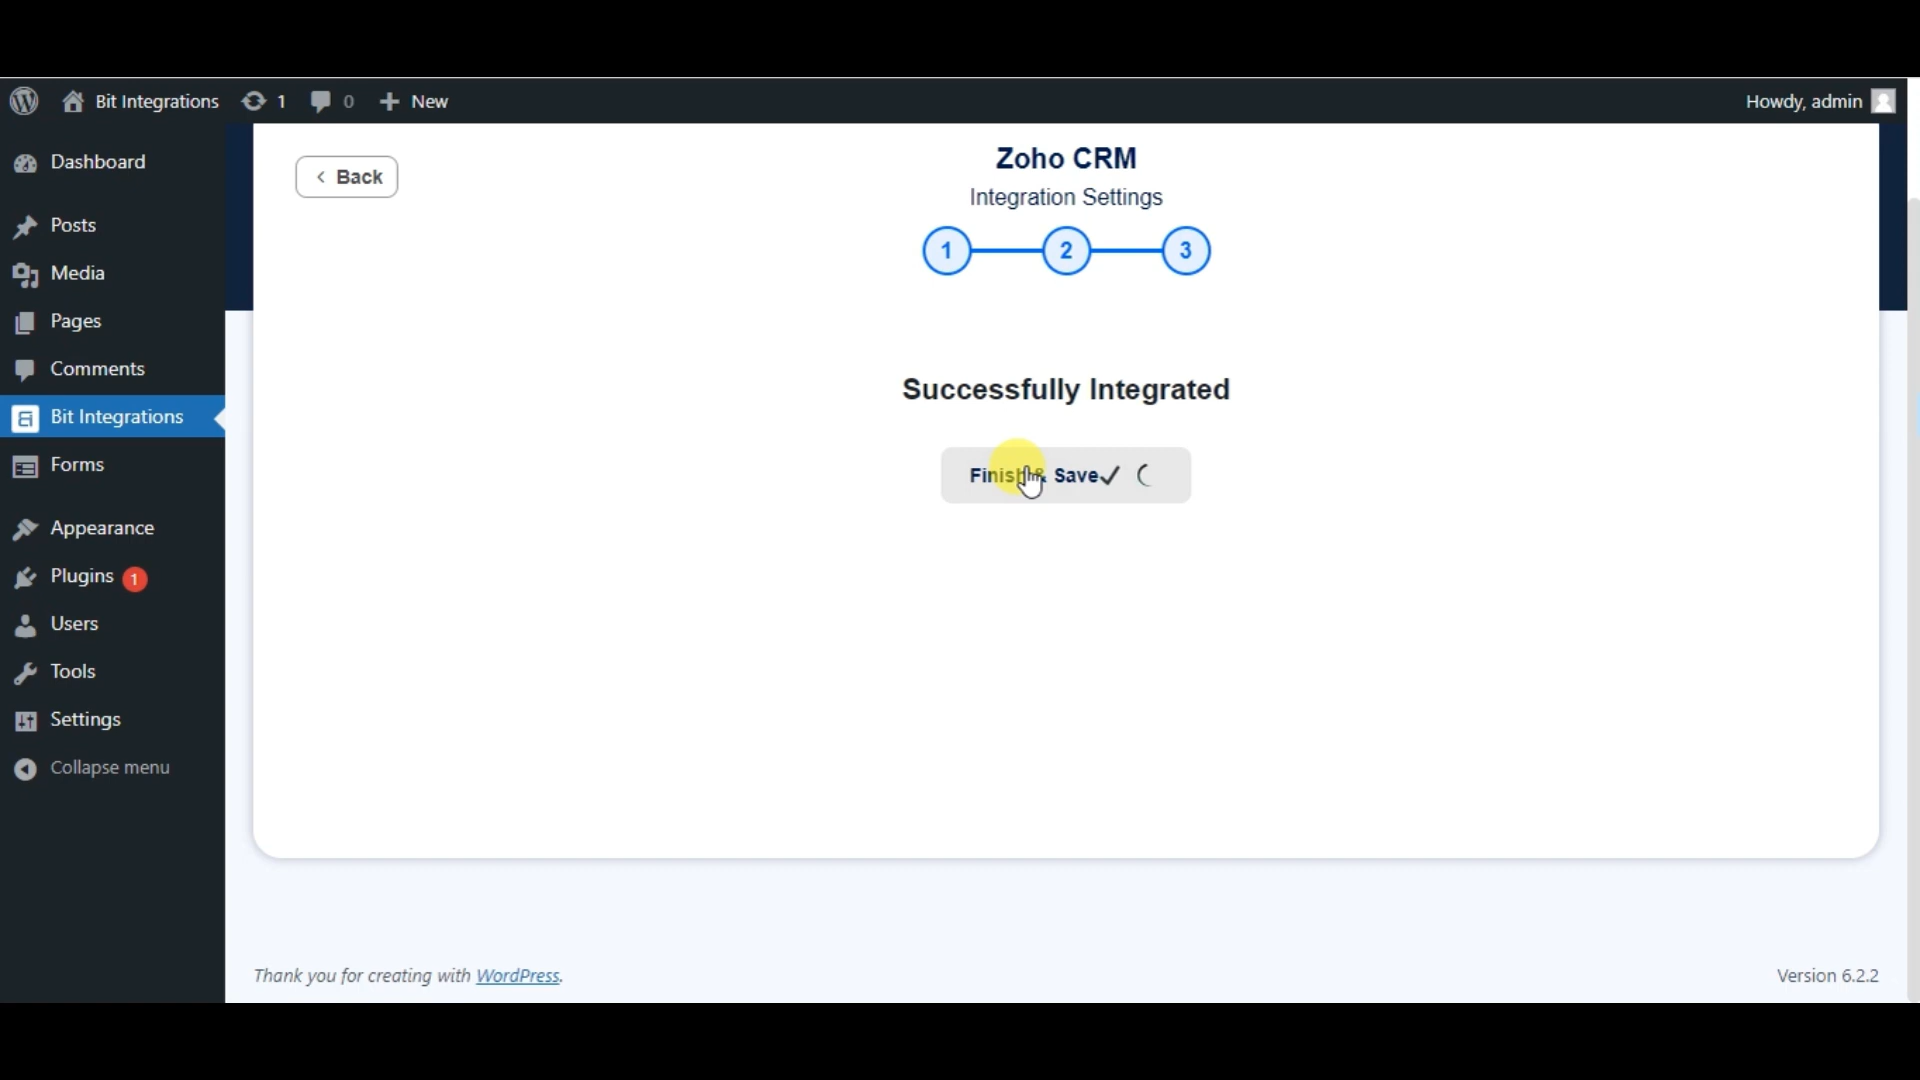 Bit Integrations 1 0 New Howdy, admin
Dashboard
Posts
Media
Pages
Comments
Bit Integrations
Forms
Appearance
Plugins 1
Users
Tools
Settings
Collapse menu
Back
Zoho CRM
Integration Settings
1 2 3
Successfully Integrated
Finish & Save
Thank you for creating with WordPress.
Version 6.2.2